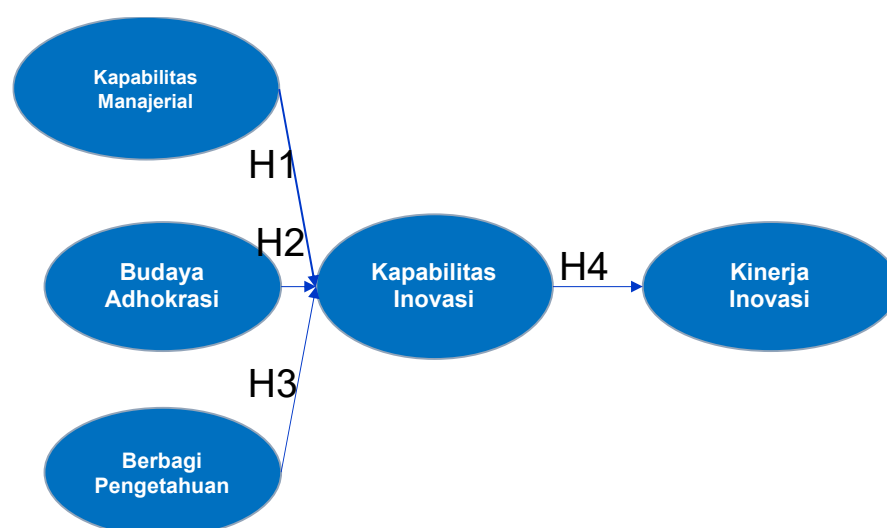 Kapabilitas
Manajerial
H1
H2
Budaya
Adhokrasi
Kapabilitas
Inovasi
H4
Kinerja
Inovasi
H3
Berbagi
Pengetahuan